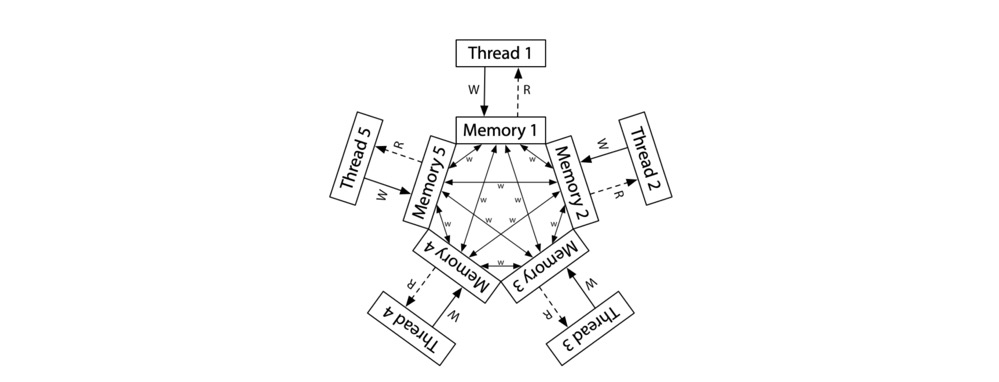 Thread 1
W
R
Memory 1
Thread 5
R
W
Memory 5
Memory 2
W
R
Thread 2
w
w
w
w
w
w
w
w
w
w
Memory 4
Memory 3
R
W
Thread 4
W
R
Thread 3